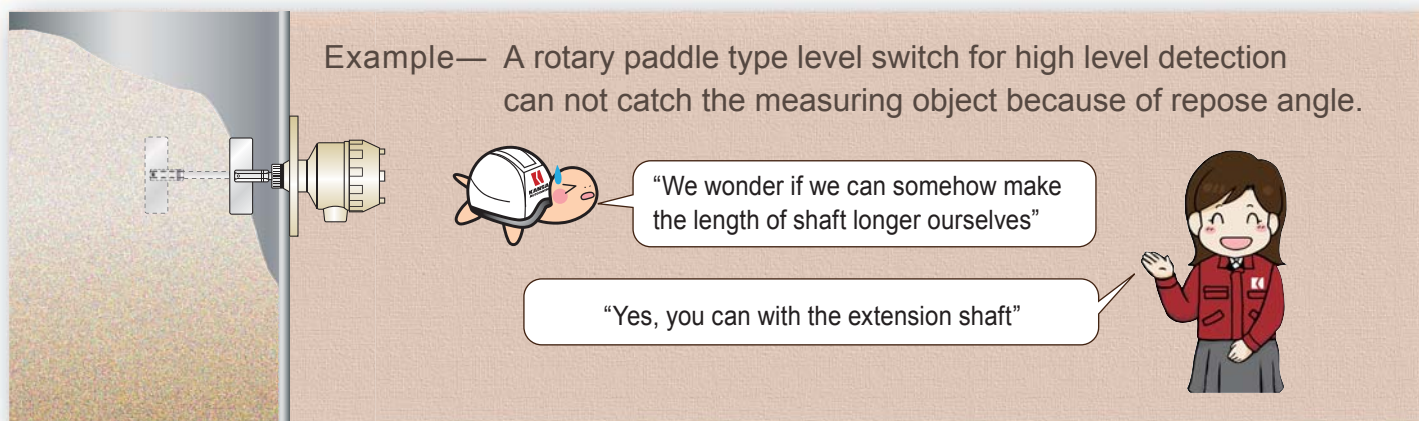 Example— A rotary paddle type level switch for high level detection
can not catch the measuring object because of repose angle.
“We wonder if we can somehow make
the length of shaft longer ourselves”
“Yes, you can with the extension shaft”
KANSAI